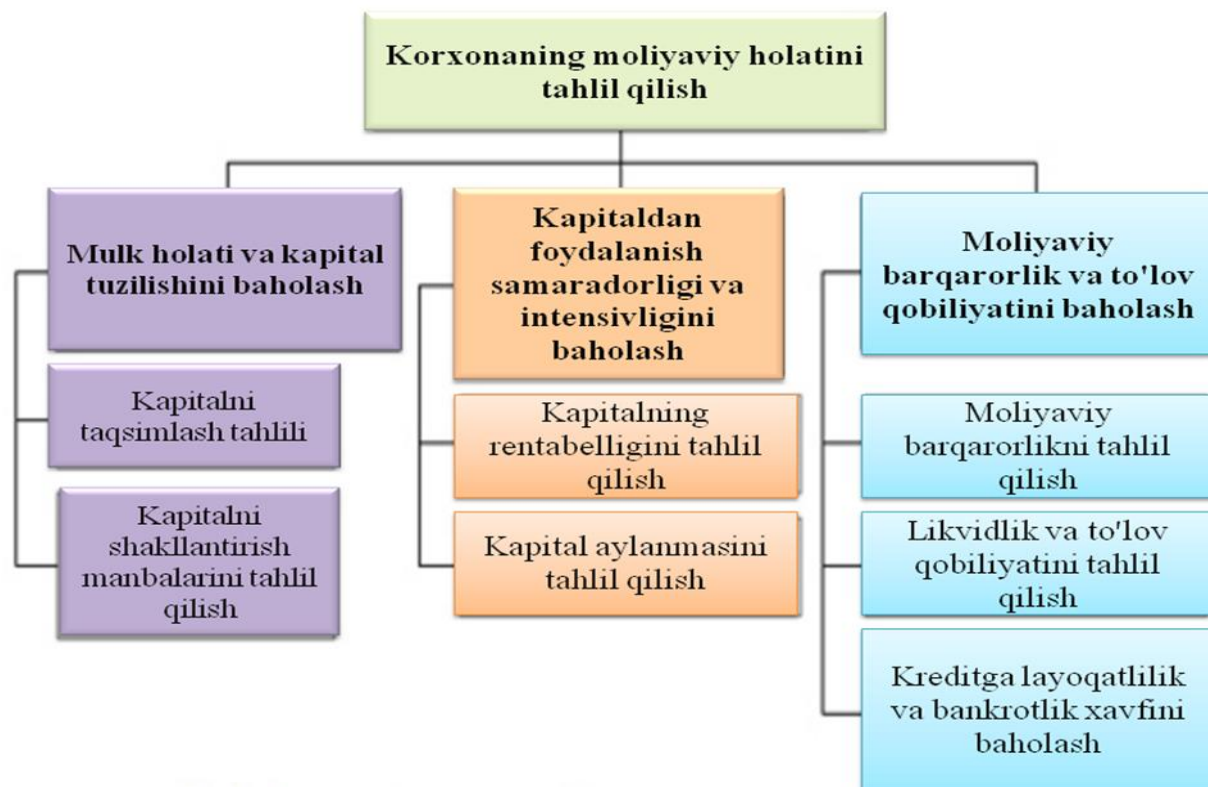 Korxonaning moliyaviy holatini
tahlil qilish
Mulk holati va kapital
tuzilishini baholash
Kapitalni
taqsimlash tahlili
Kapitalni
shakllantirish
manbalarini tahlil
qilish
Kapitaldan
foydalanish
samaradorligi va
intensivligini
baholash
Kapitalning
rentabelligini tahlil
qilish
Kapital aylanmasini
tahlil qilish
Moliyaviy
barqarorlik va to'lov
qobiliyatini baholash
Moliyaviy
barqarorlikni tahlil
qilish
Likvidlik va to'lov
qobiliyatini tahlil
qilish
Kreditga layoqatlilik
va bankrotlik xavfini
baholash